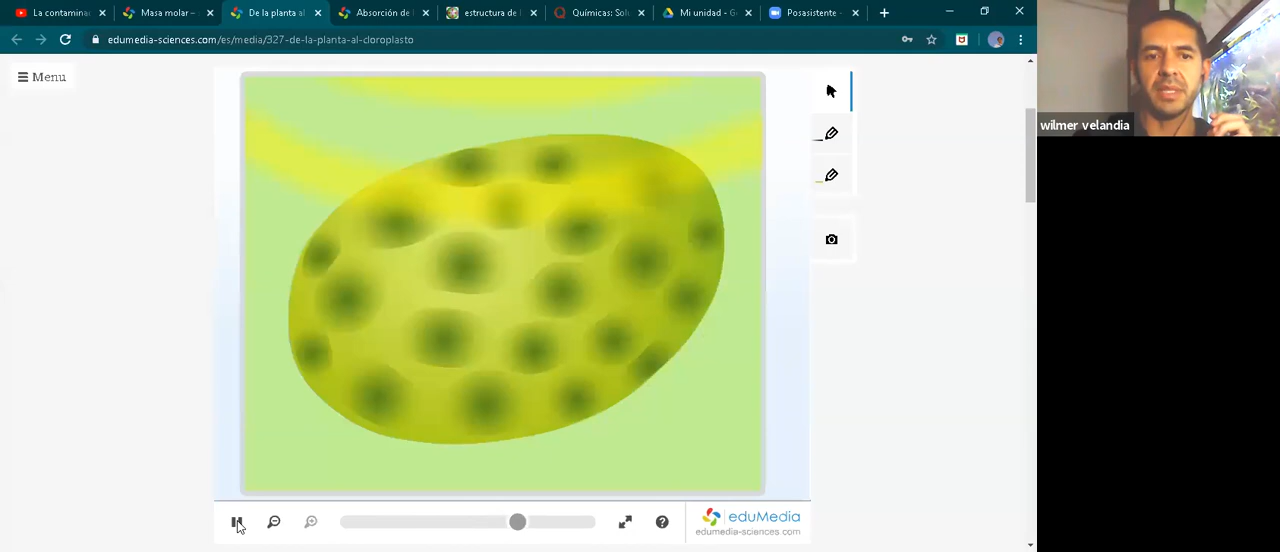 La contamina
Masa molar –
De la planta al
Absorción de
estructura de
Químicas: Solu
Mi unidad - G
Posasistente -
edumedia-sciences.com/es/media/327-de-la-planta-al-cloroplasto
Menu
wilmer velandia
eduMedia
edumedia-sciences.com